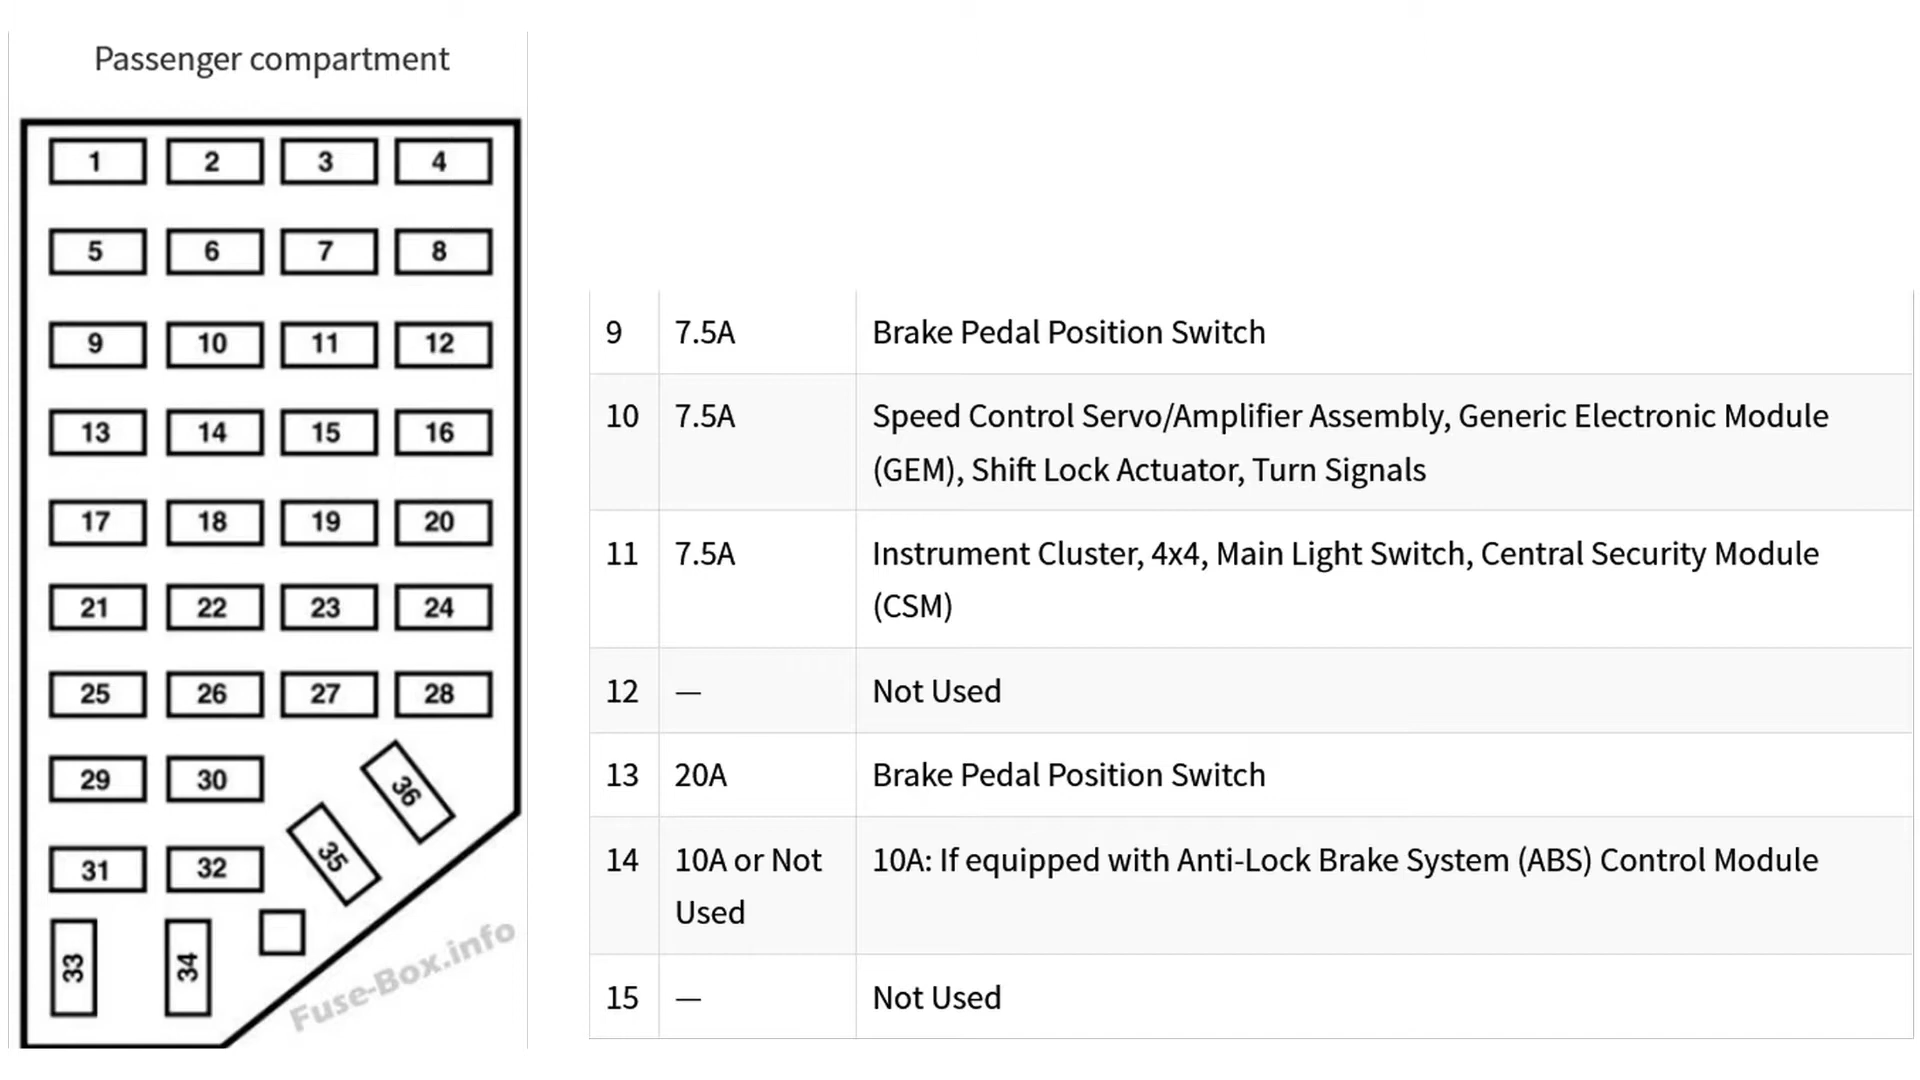 Passenger compartment
1 2 3 4
5 6 7 8
9 10 11 12
13 14 15 16
17 18 19 20
21 22 23 24
25 26 27 28
29 30 36
35
31 32
33 34
Fuse-Box.info
9 7.5A Brake Pedal Position Switch
10 7.5A Speed Control Servo/Amplifier Assembly, Generic Electronic Module
(GEM), Shift Lock Actuator, Turn Signals
11 7.5A Instrument Cluster, 4x4, Main Light Switch, Central Security Module
(CSM)
12 — Not Used
13 20A Brake Pedal Position Switch
14 10A or Not 10A: If equipped with Anti-Lock Brake System (ABS) Control Module
Used
15 — Not Used